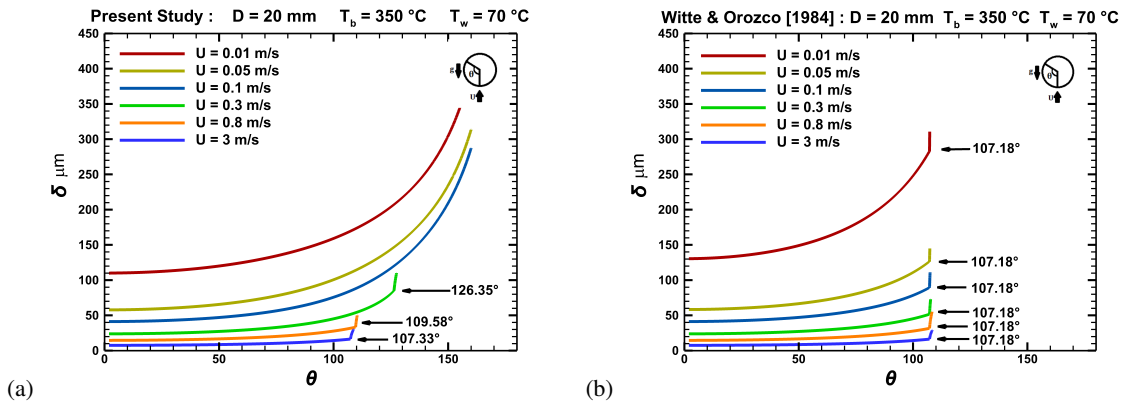 Present Study : D = 20 mm T_b = 350 °C T_w = 70 °C
450
400
350
300
250
200
150
100
50
0
δ μm
U = 0.01 m/s
U = 0.05 m/s
U = 0.1 m/s
U = 0.3 m/s
U = 0.8 m/s
U = 3 m/s
g
θ
U
126.35°
109.58°
107.33°
0 50 100 150
θ
(a)
Witte & Orozco [1984] : D = 20 mm T_b = 350 °C T_w = 70 °C
450
400
350
300
250
200
150
100
50
0
δ μm
U = 0.01 m/s
U = 0.05 m/s
U = 0.1 m/s
U = 0.3 m/s
U = 0.8 m/s
U = 3 m/s
g
θ
U
107.18°
107.18°
107.18°
107.18°
107.18°
107.18°
0 50 100 150
θ
(b)